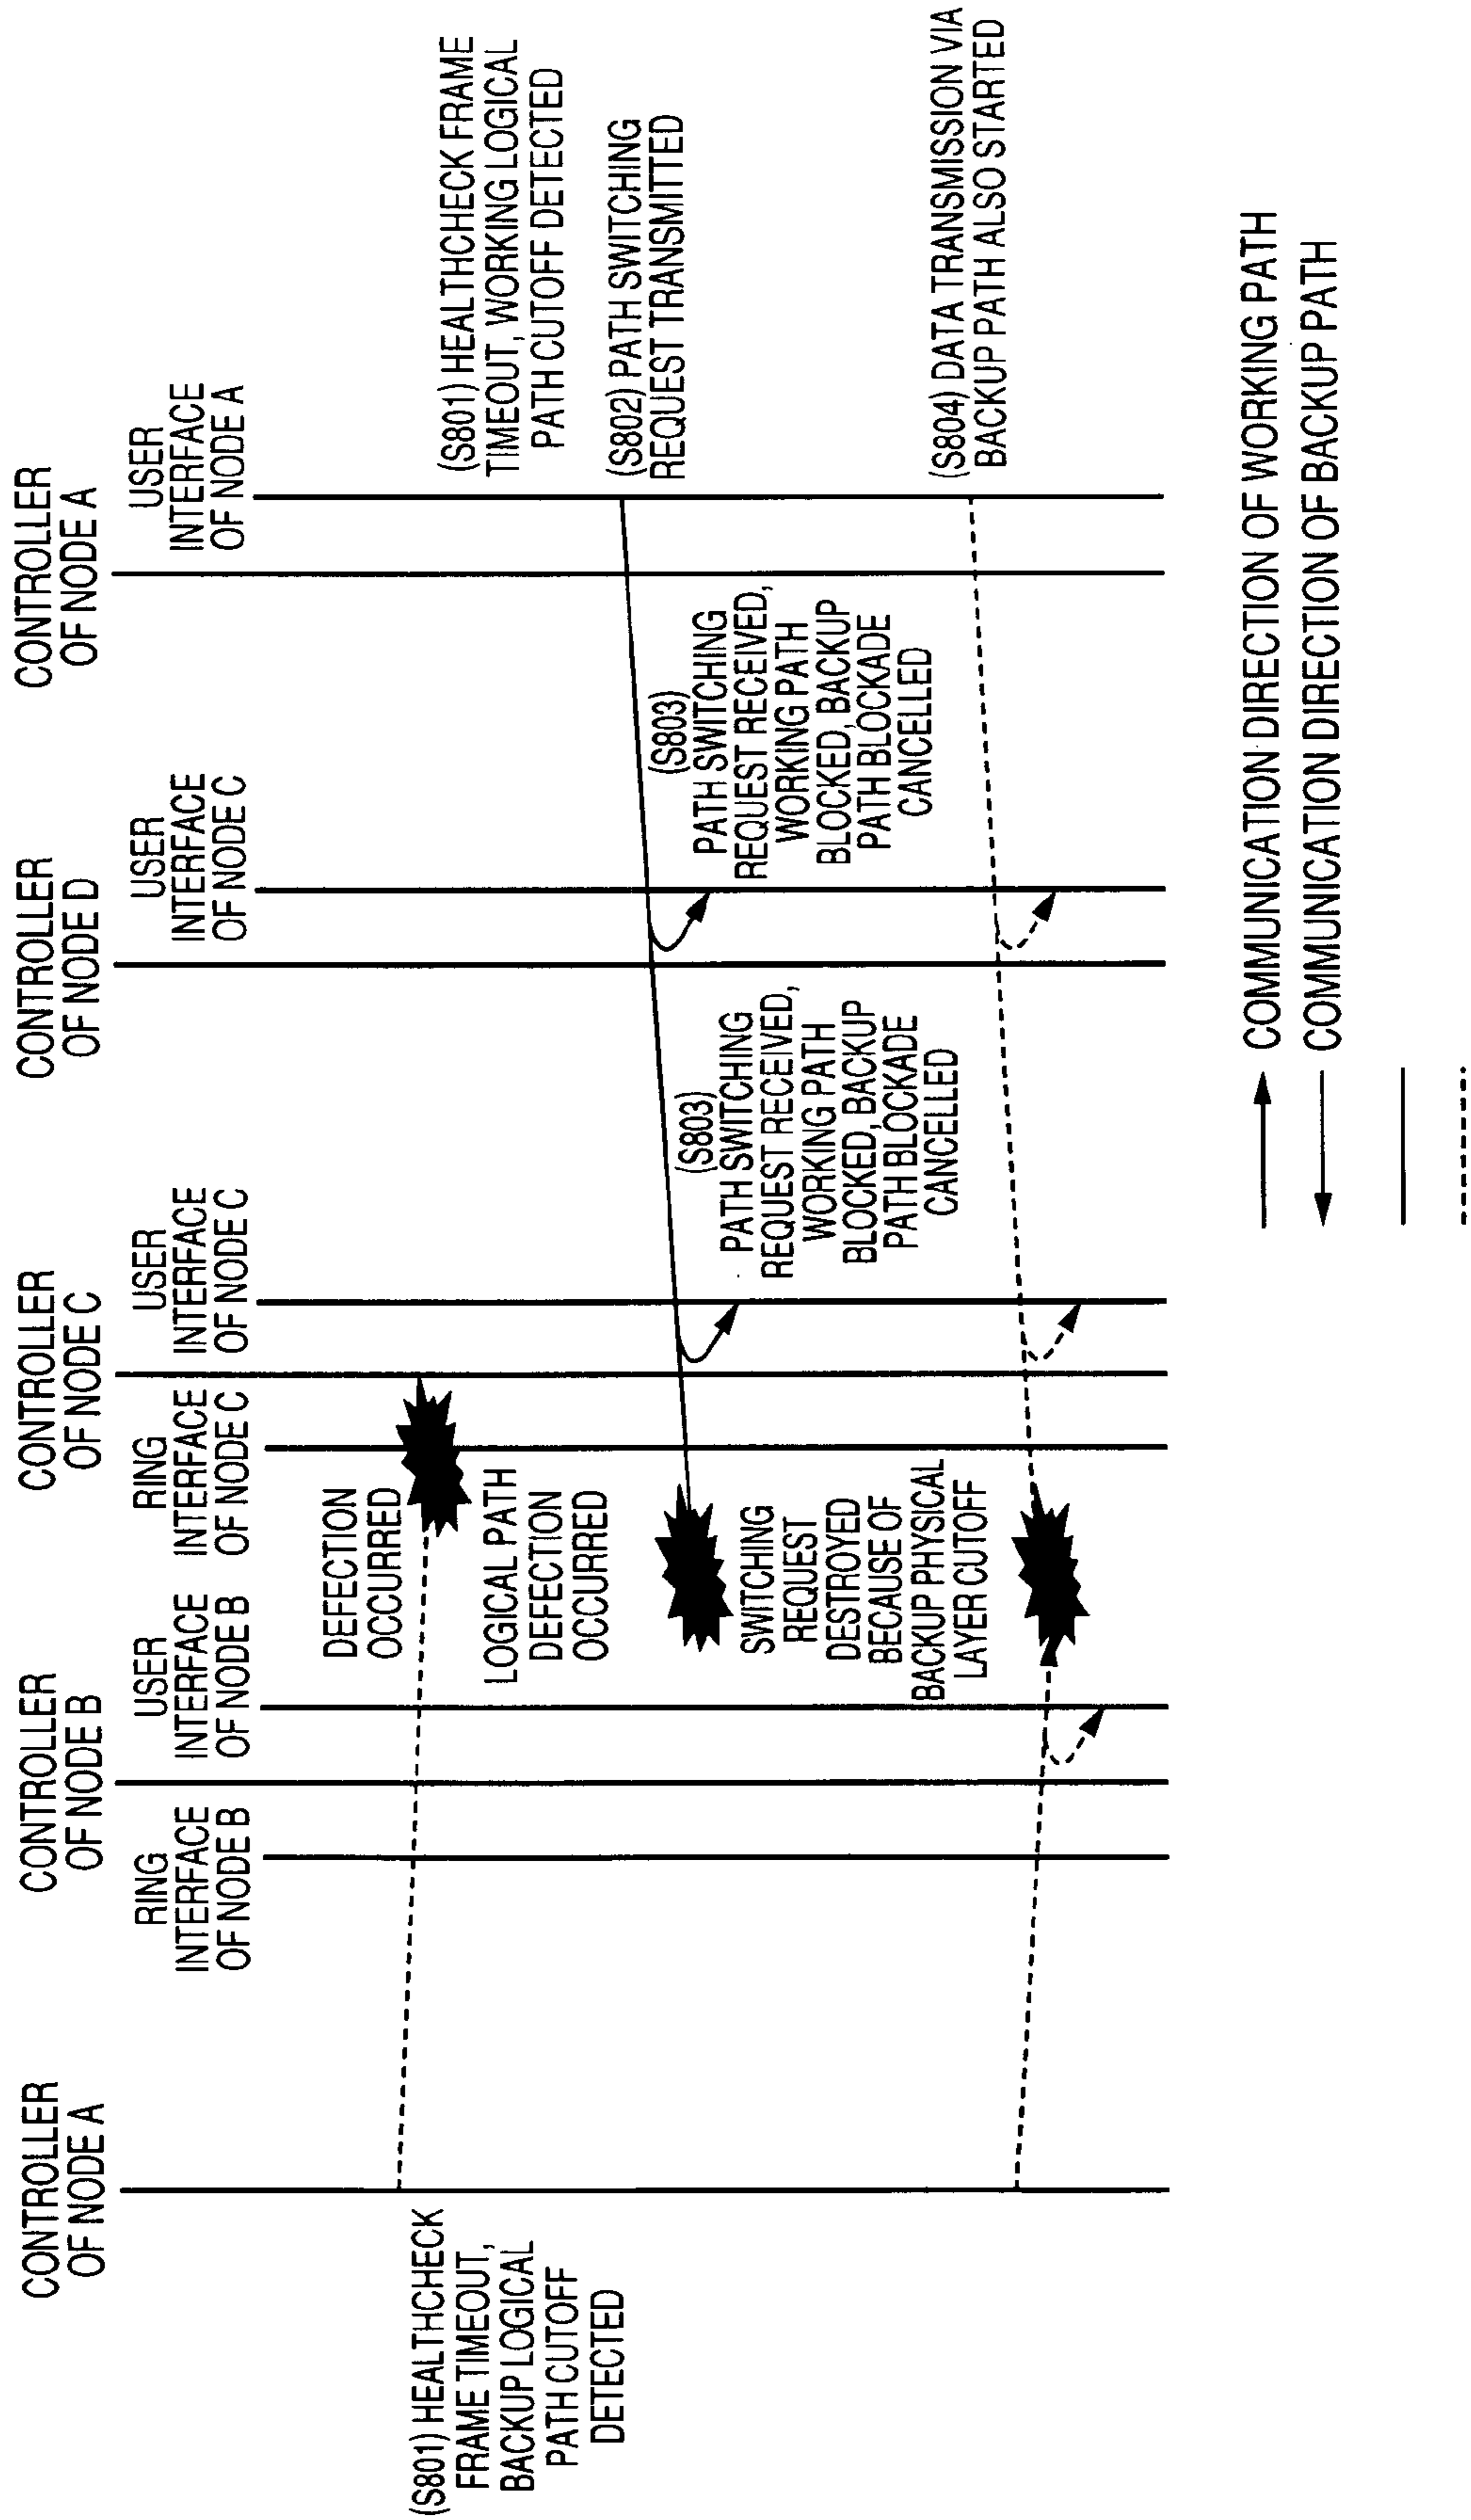 CONTROLLER
OF NODE A
CONTROLLER
OF NODE B
CONTROLLER
OF NODE C
CONTROLLER
OF NODE D
CONTROLLER
OF NODE A
RING
INTERFACE
OF NODE B
USER
INTERFACE
OF NODE B
RING
INTERFACE
OF NODE C
USER
INTERFACE
OF NODE C
USER
INTERFACE
OF NODE C
USER
INTERFACE
OF NODE A
(S801) HEALTHCHECK
FRAME TIMEOUT,
BACKUP LOGICAL
PATH CUTOFF
DETECTED
DEFECTION
OCCURRED
LOGICAL PATH
DEFECTION
OCCURRED
SWITCHING
REQUEST
DESTROYED
BECAUSE OF
BACKUP PHYSICAL
LAYER CUTOFF
(S803)
PATH SWITCHING
REQUEST RECEIVED,
WORKING PATH
BLOCKED, BACKUP
PATH BLOCKADE
CANCELLED
(S803)
PATH SWITCHING
REQUEST RECEIVED,
WORKING PATH
BLOCKED, BACKUP
PATH BLOCKADE
CANCELLED
(S801) HEALTHCHECK FRAME
TIMEOUT, WORKING LOGICAL
PATH CUTOFF DETECTED
(S802) PATH SWITCHING
REQUEST TRANSMITTED
(S804) DATA TRANSMISSION VIA
BACKUP PATH ALSO STARTED
COMMUNICATION DIRECTION OF WORKING PATH
COMMUNICATION DIRECTION OF BACKUP PATH